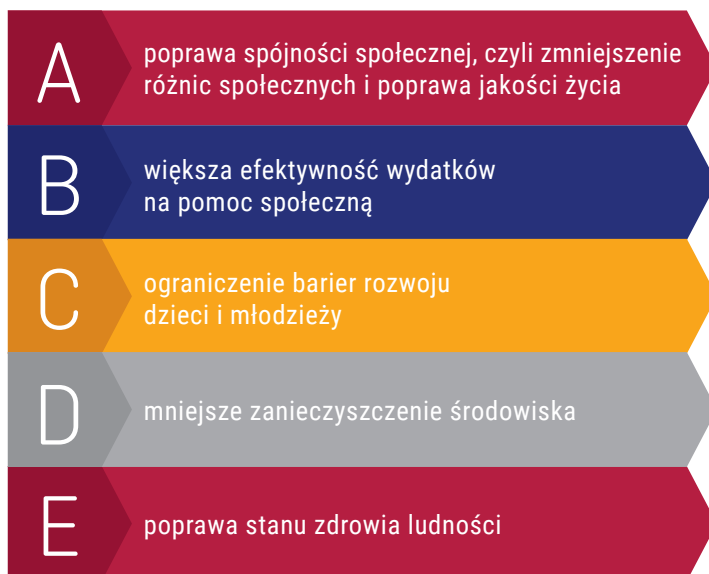 A
poprawa spójności społecznej, czyli zmniejszenie
różnic społecznych i poprawa jakości życia
B
większa efektywność wydatków
na pomoc społeczną
C
ograniczenie barier rozwoju
dzieci i młodzieży
D
mniejsze zanieczyszczenie środowiska
E
poprawa stanu zdrowia ludności